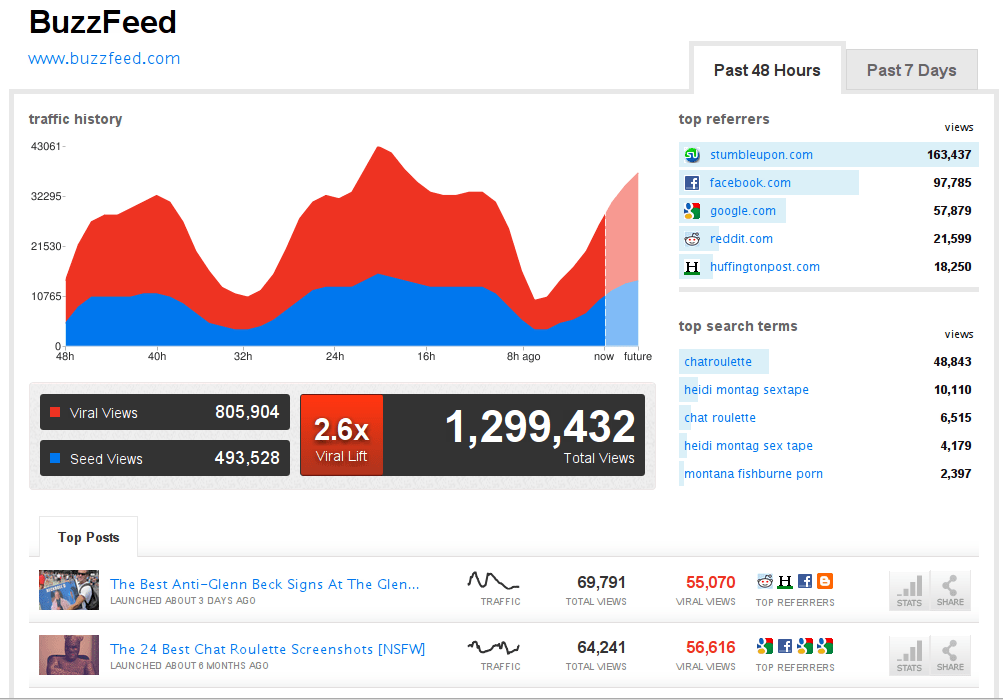 BuzzFeed
www.buzzfeed.com
Past 48 Hours
Past 7 Days
traffic history
43061
32295
21530
10765
0
48h 40h 32h 24h 16h 8h ago now future
top referrers
views
stumbleupon.com 163,437
facebook.com 97,785
google.com 57,879
reddit.com 21,599
huffingtonpost.com 18,250
top search terms
views
chatroulette 48,843
heidi montag sextape 10,110
chat roulette 6,515
heidi montag sex tape 4,179
montana fishburne porn 2,397
Viral Views 805,904
Seed Views 493,528
2.6x
Viral Lift
1,299,432
Total Views
Top Posts
The Best Anti-Glenn Beck Signs At The Glen...
LAUNCHED ABOUT 3 DAYS AGO
TRAFFIC
69,791
TOTAL VIEWS
55,070
VIRAL VIEWS
TOP REFERRERS
STATS
SHARE
The 24 Best Chat Roulette Screenshots [NSFW]
LAUNCHED ABOUT 6 MONTHS AGO
TRAFFIC
64,241
TOTAL VIEWS
56,616
VIRAL VIEWS
TOP REFERRERS
STATS
SHARE